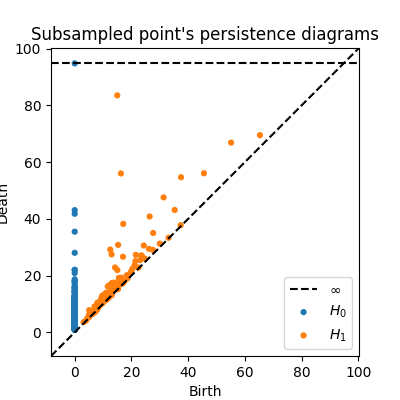 Subsampled point's persistence diagrams
100
80
60
40
20
0
Death
0 20 40 60 80 100
Birth
∞
H₀
H₁